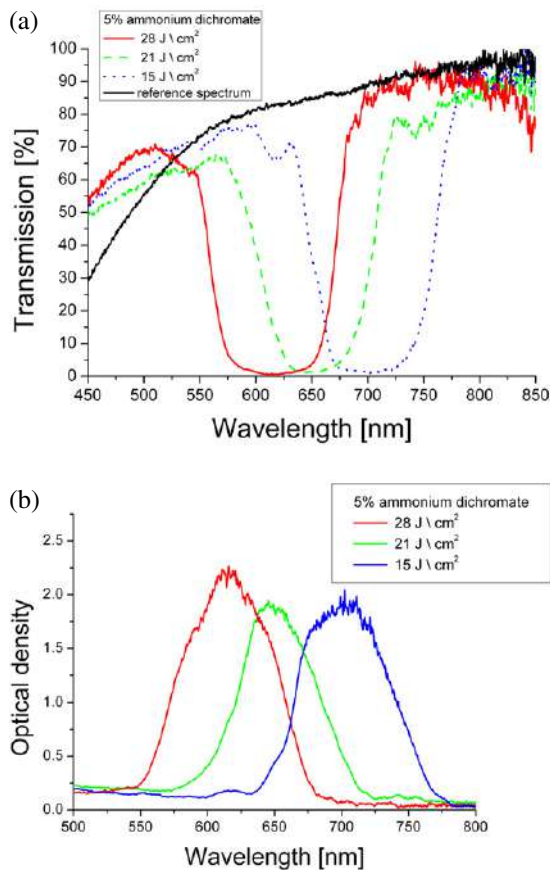 (a)
5% ammonium dichromate
28 J \ cm²
21 J \ cm²
15 J \ cm²
reference spectrum
100
90
80
70
60
50
40
30
20
10
0
Transmission [%]
450 500 550 600 650 700 750 800 850
Wavelength [nm]
(b)
5% ammonium dichromate
28 J \ cm²
21 J \ cm²
15 J \ cm²
2.5
2.0
1.5
1.0
0.5
0.0
Optical density
500 550 600 650 700 750 800
Wavelength [nm]